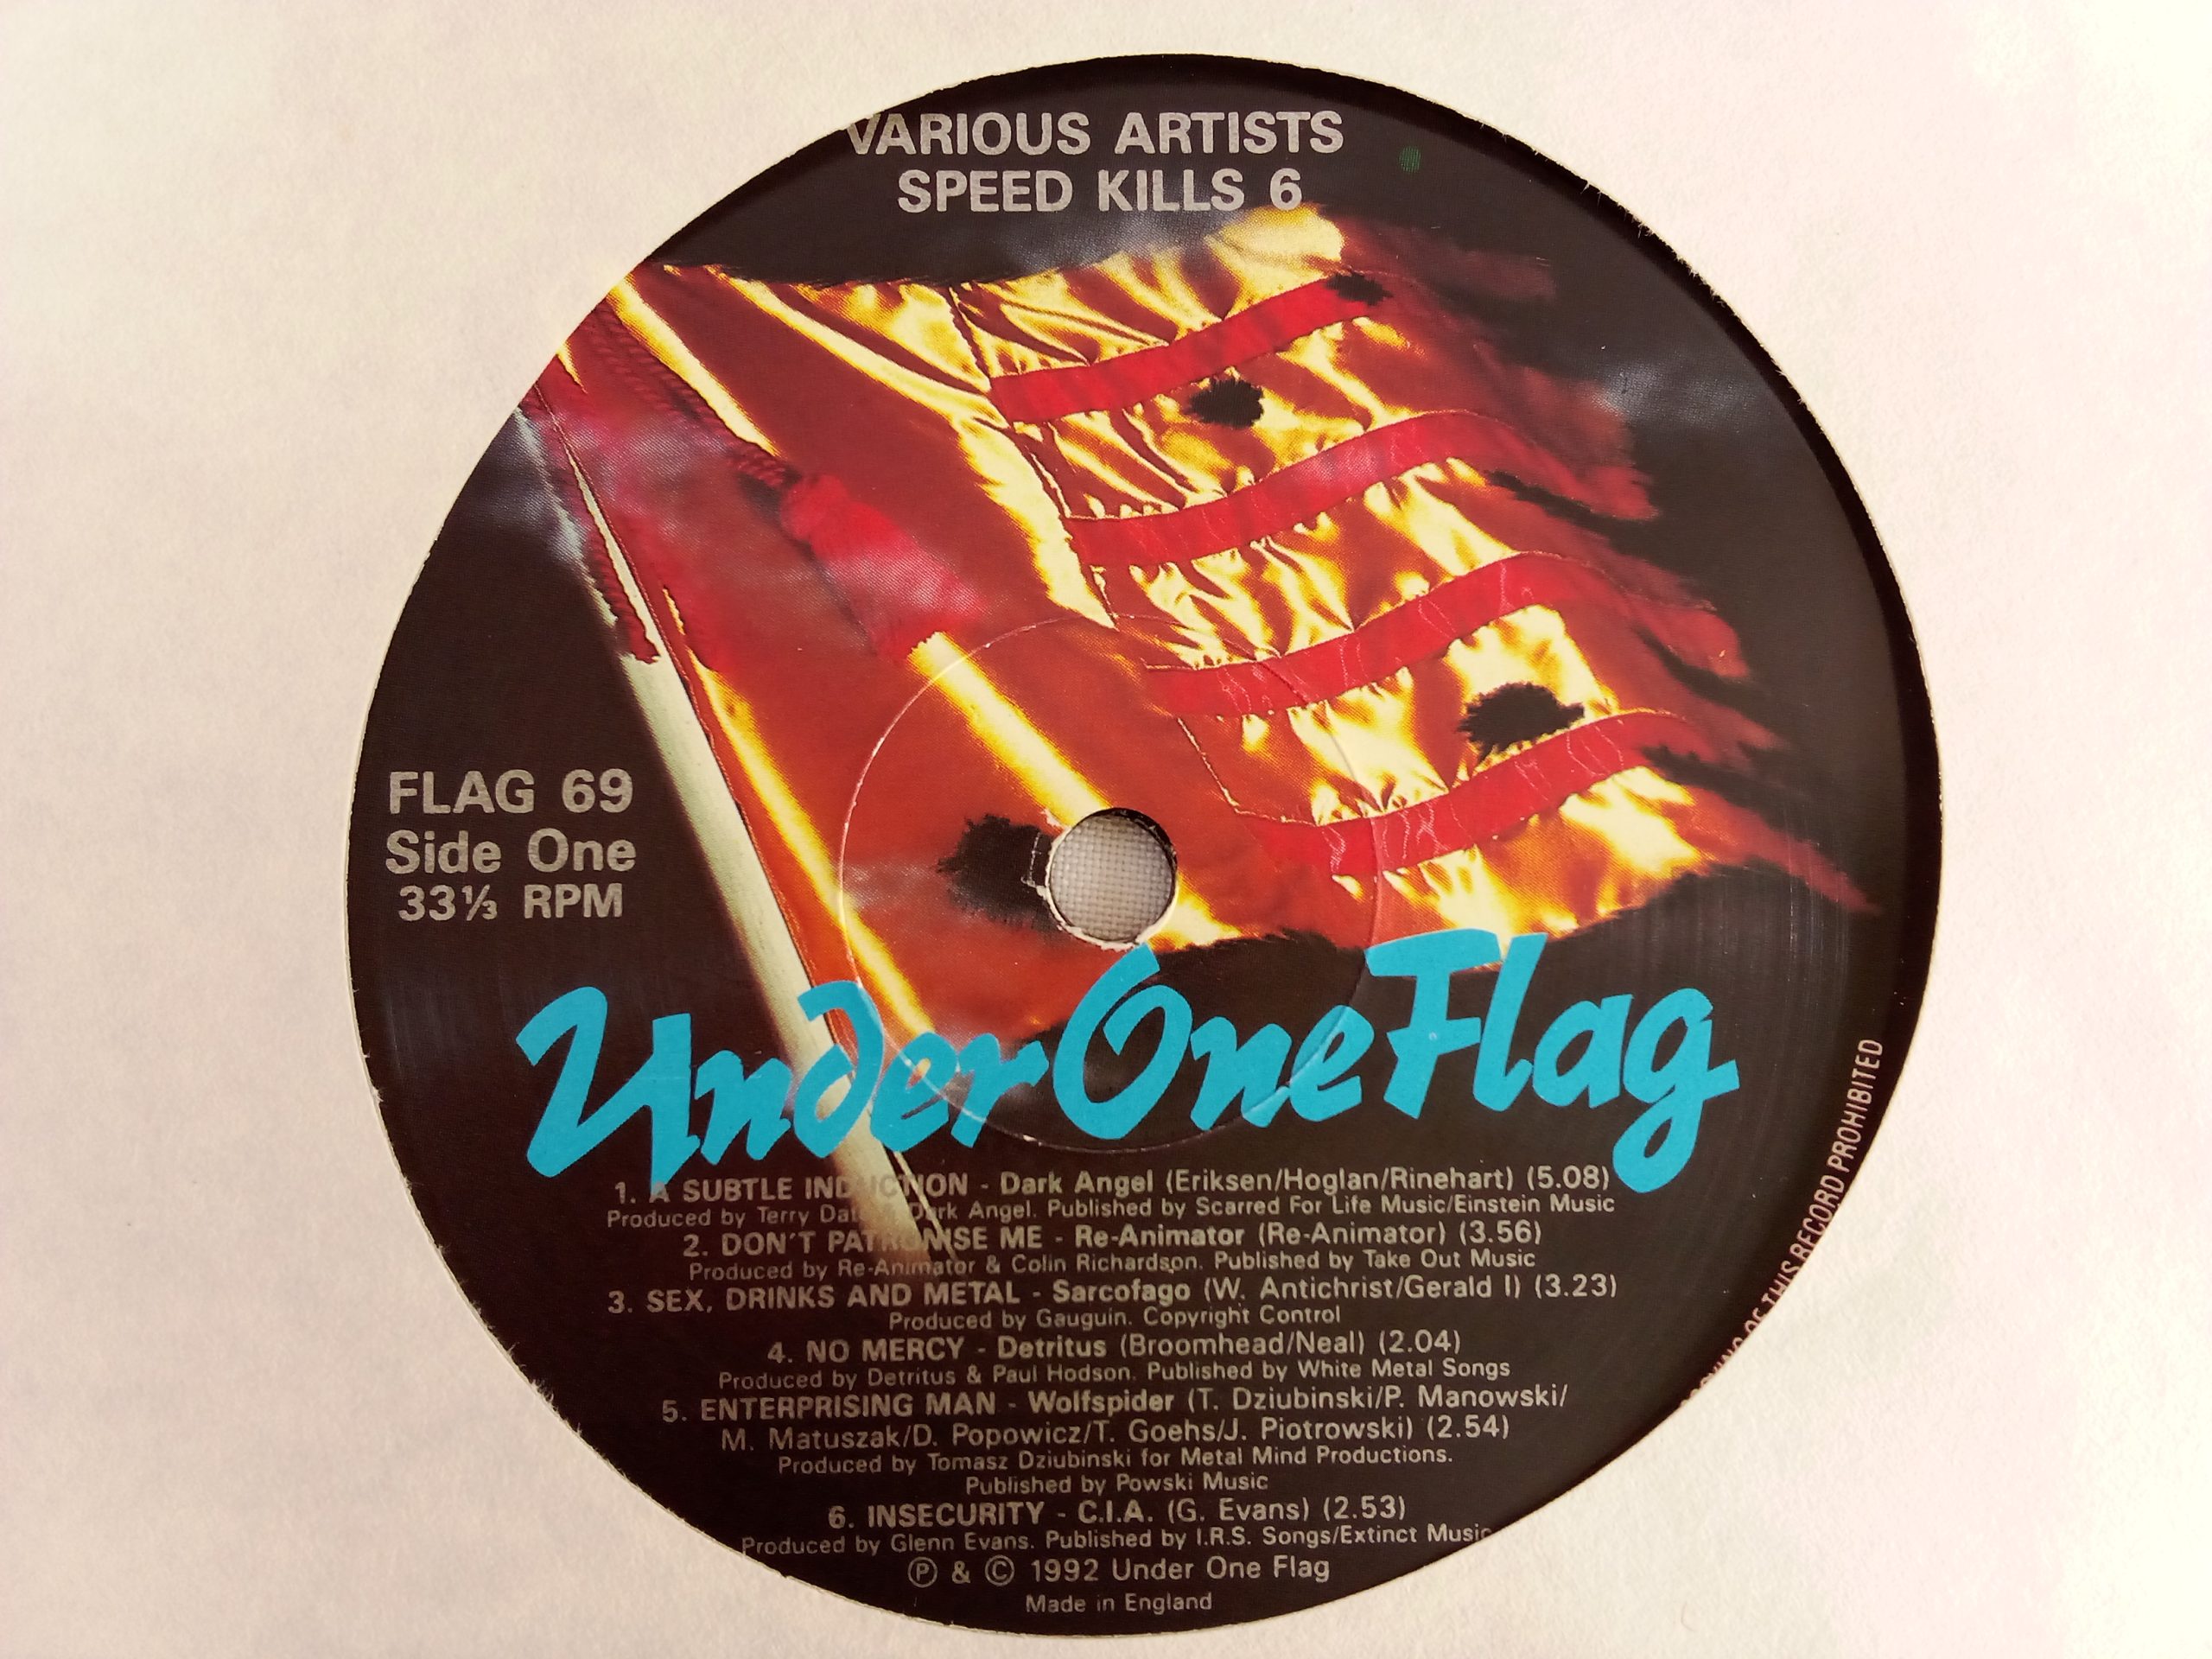 VARIOUS ARTISTS
SPEED KILLS 6
FLAG 69
Side One
33⅓ RPM
Under One Flag
1. A SUBTLE INDUCTION - Dark Angel (Eriksen/Hoglan/Rinehart) (5.08)
Produced by Terry Date & Dark Angel. Published by Scarred For Life Music/Einstein Music
2. DON'T PATRONISE ME - Re-Animator (Re-Animator) (3.56)
Produced by Re-Animator & Colin Richardson. Published by Take Out Music
3. SEX, DRINKS AND METAL - Sarcofago (W. Antichrist/Gerald I) (3.23)
Produced by Gauguin. Copyright Control
4. NO MERCY - Detritus (Broomhead/Neal) (2.04)
Produced by Detritus & Paul Hodson. Published by White Metal Songs
5. ENTERPRISING MAN - Wolfspider (T. Dziubinski/P. Manowski/
M. Matuszak/D. Popowicz/T. Goehs/J. Piotrowski) (2.54)
Produced by Tomasz Dziubinski for Metal Mind Productions.
Published by Powski Music
6. INSECURITY - C.I.A. (G. Evans) (2.53)
Produced by Glenn Evans. Published by I.R.S. Songs/Extinct Music
℗ & © 1992 Under One Flag
Made in England
OF THIS RECORD PROHIBITED